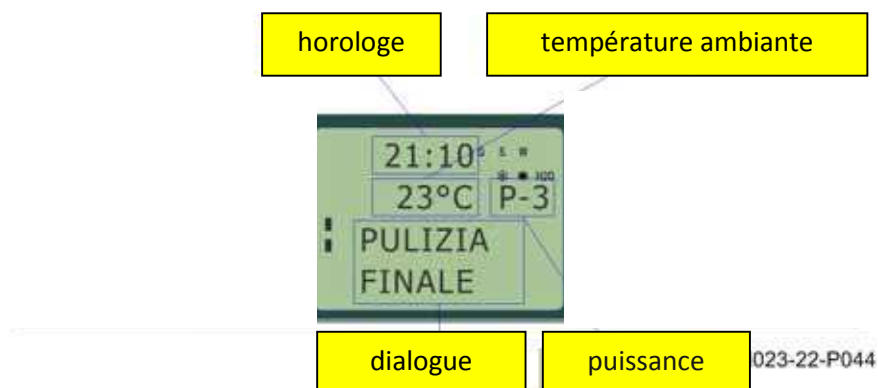 horologe
température ambiante
21:10
23°C P-3
PULIZIA
FINALE
dialogue
puissance
023-22-P044